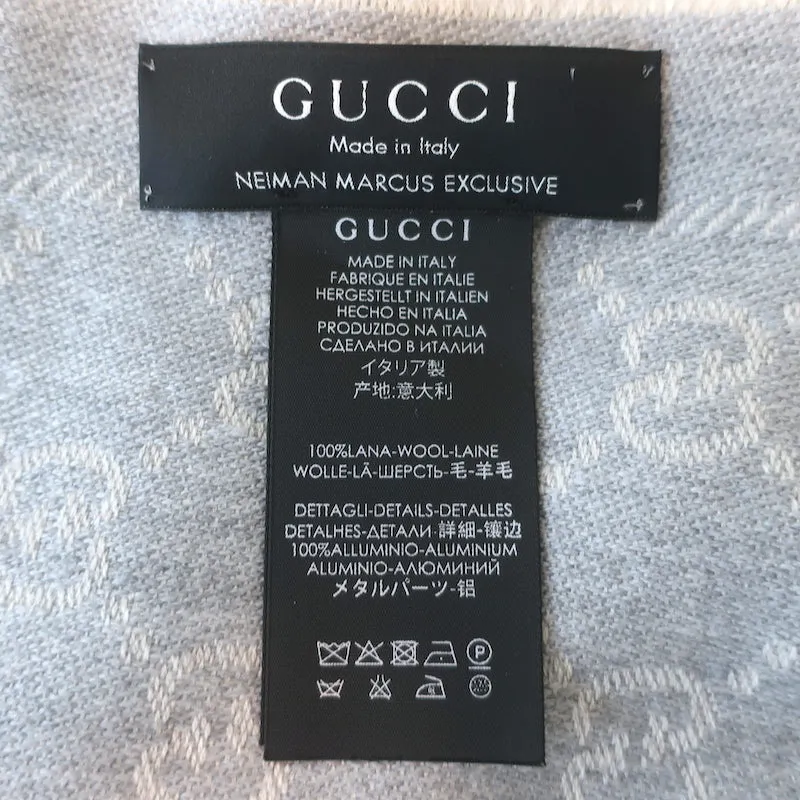 GUCCI
Made in Italy
NEIMAN MARCUS EXCLUSIVE
GUCCI
MADE IN ITALY
FABRIQUE EN ITALIE
HERGESTELLT IN ITALIEN
HECHO EN ITALIA
PRODUZIDO NA ITALIA
СДЕЛАНО В ИТАЛИИ
イタリア製
产地:意大利
100%LANA-WOOL-LAINE
WOLLE-LÃ-ШЕРСТЬ-毛-羊毛
DETTAGLI-DETAILS-DETALLES
DETALHES-ДЕТАЛИ-詳細-镶边
100%ALLUMINIO-ALUMINIUM
ALUMINIO-АЛЮМИНИЙ
メタルパーツ-铝
P